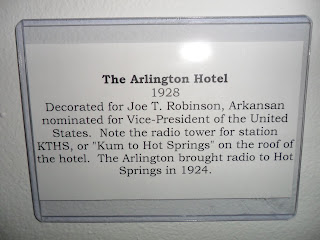 The Arlington Hotel
1928
Decorated for Joe T. Robinson, Arkansan
nominated for Vice-President of the United
States.  Note the radio tower for station
KTHS, or "Kum to Hot Springs" on the roof of
the hotel.  The Arlington brought radio to Hot
Springs in 1924.